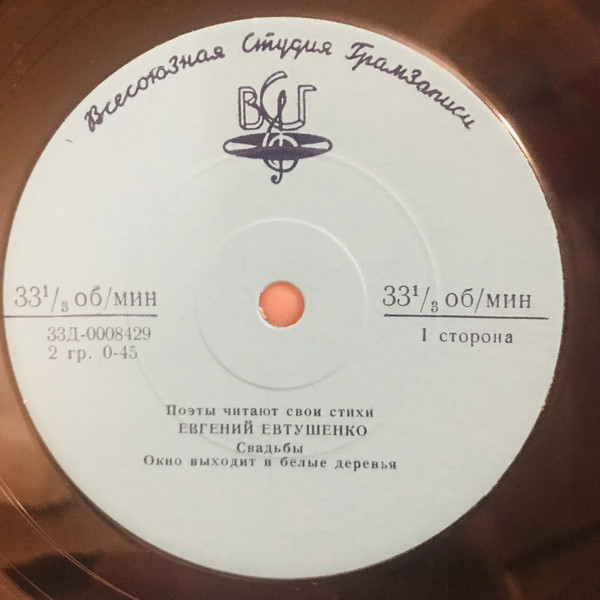 Всесоюзная Студия Грамзаписи
ВСГ
33¹/₃ об/мин
33Д-0008429
2 гр. 0-45
33¹/₃ об/мин
1 сторона
Поэты читают свои стихи
ЕВГЕНИЙ ЕВТУШЕНКО
Свадьбы
Окно выходит в белые деревья